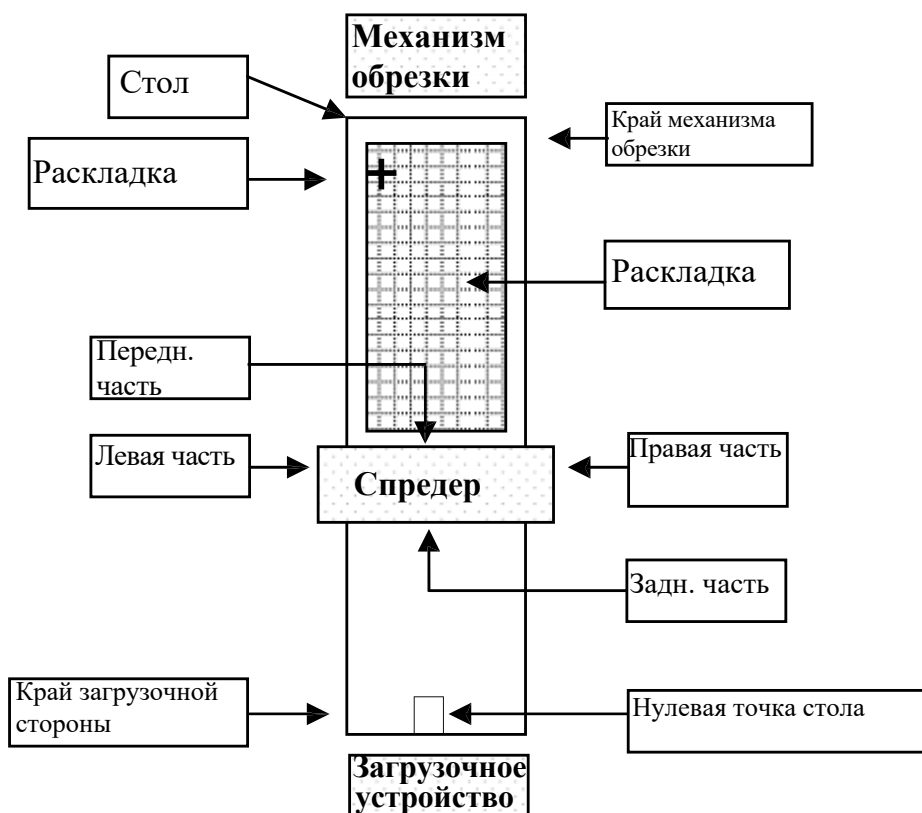 Механизм
обрезки
Стол
Край механизма
обрезки
Раскладка
Раскладка
Передн.
часть
Левая часть
Правая часть
Спредер
Задн. часть
Край загрузочной
стороны
Нулевая точка стола
Загрузочное
устройство